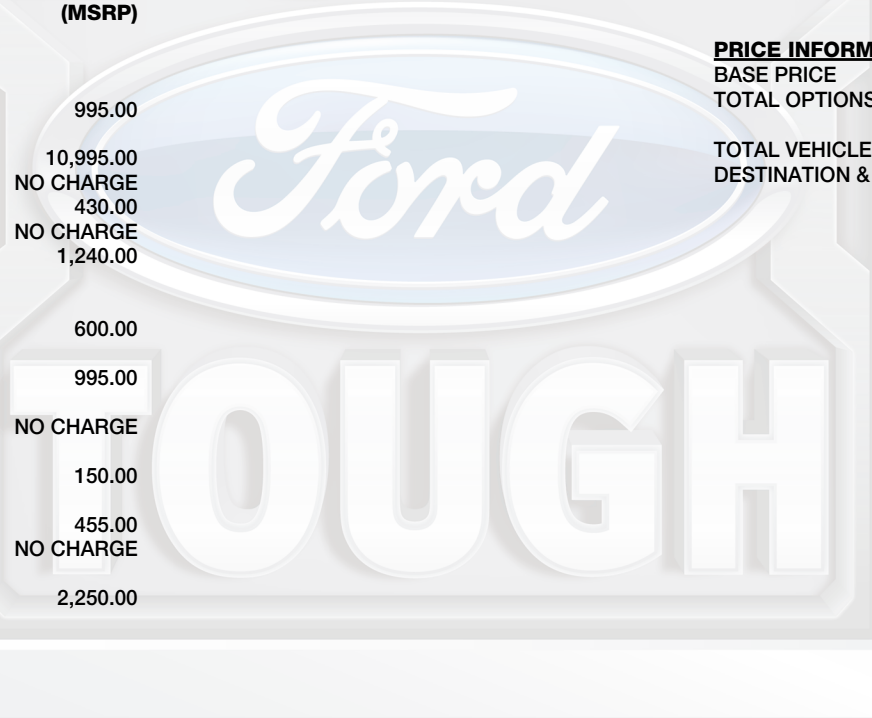 (MSRP)
995.00
10,995.00
NO CHARGE
430.00
NO CHARGE
1,240.00
600.00
995.00
NO CHARGE
150.00
455.00
NO CHARGE
2,250.00
PRICE INFORM
BASE PRICE
TOTAL OPTIONS
TOTAL VEHICLE
DESTINATION &
Ford
TOUGH